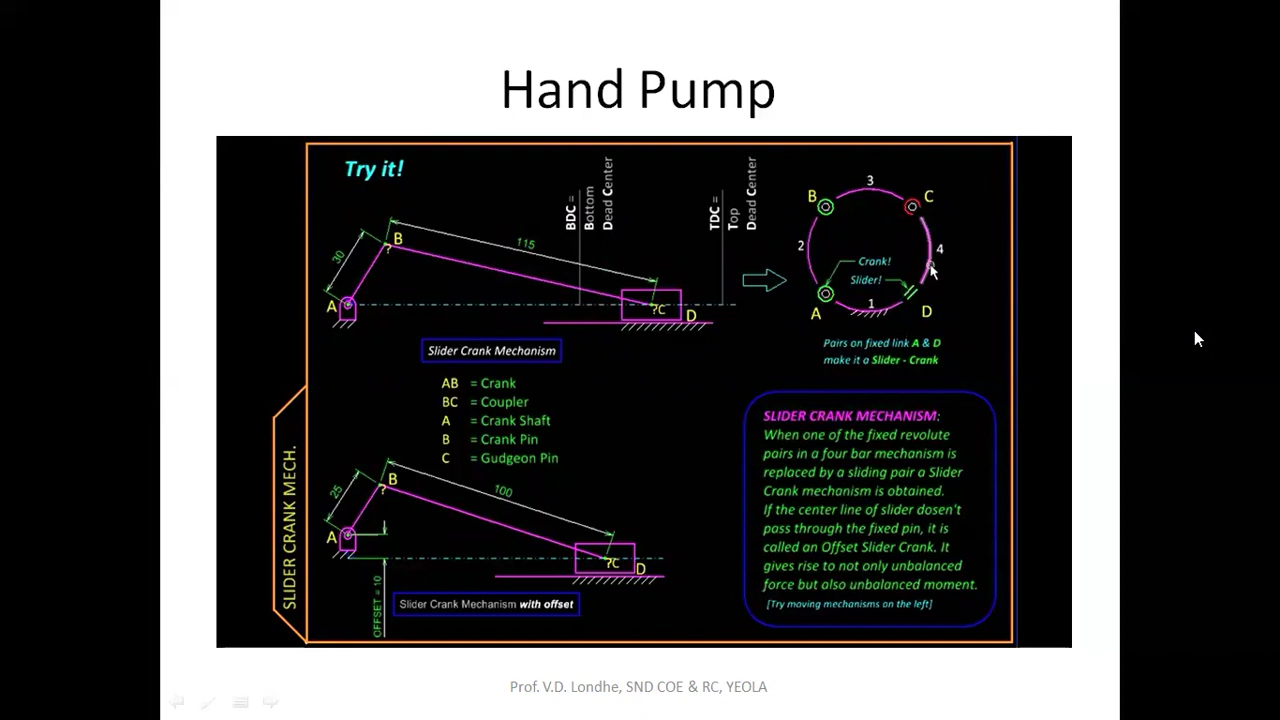 Hand Pump
Try it!
BDC =
Bottom
Dead Center
TDC =
Top
Dead Center
30
B
115
A
?
?C
D
Slider Crank Mechanism
AB = Crank
BC = Coupler
A = Crank Shaft
B = Crank Pin
C = Gudgeon Pin
25
B
100
A
?
?C
D
OFFSET = 10
Slider Crank Mechanism with offset
SLIDER CRANK MECH.
3
B
C
2
4
Crank!
Slider!
1
A
D
Pairs on fixed link A & D
make it a Slider - Crank
SLIDER CRANK MECHANISM:
When one of the fixed revolute
pairs in a four bar mechanism is
replaced by a sliding pair a Slider
Crank mechanism is obtained.
If the center line of slider dosen't
pass through the fixed pin, it is
called an Offset Slider Crank. It
gives rise to not only unbalanced
force but also unbalanced moment.
[Try moving mechanisms on the left]
Prof. V.D. Londhe, SND COE & RC, YEOLA